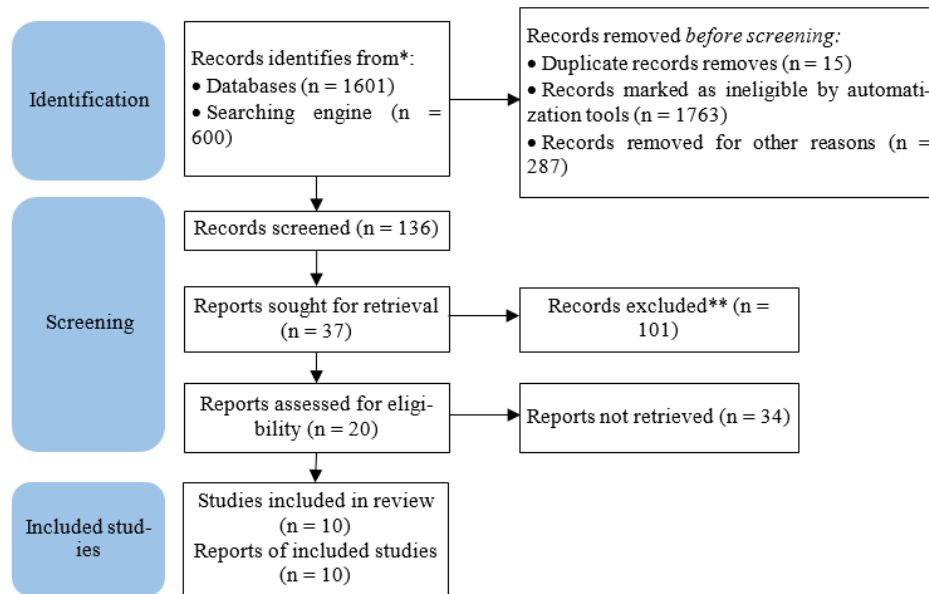 Identification
Records identifies from*:
• Databases (n = 1601)
• Searching engine (n =
600)
Records removed before screening:
• Duplicate records removes (n = 15)
• Records marked as ineligible by automati-
zation tools (n = 1763)
• Records removed for other reasons (n =
287)
Screening
Records screened (n = 136)
Reports sought for retrieval
(n = 37)
Records excluded** (n =
101)
Reports assessed for eligi-
bility (n = 20)
Reports not retrieved (n = 34)
Included stud-
ies
Studies included in review
(n = 10)
Reports of included studies
(n = 10)